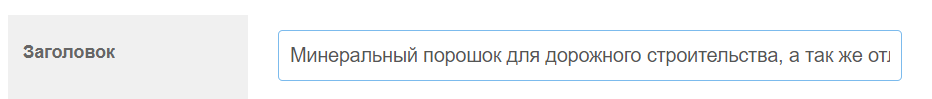 Заголовок
Минеральный порошок для дорожного строительства, а так же